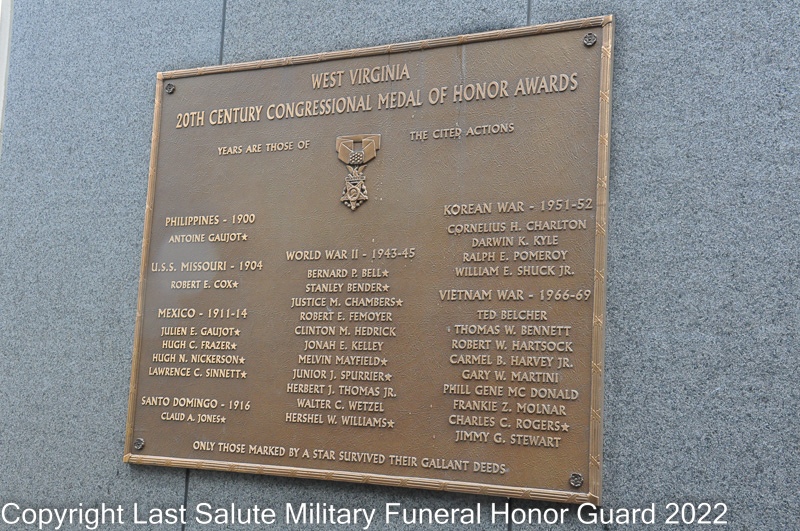 WEST VIRGINIA
20TH CENTURY CONGRESSIONAL MEDAL OF HONOR AWARDS
YEARS ARE THOSE OF THE CITED ACTIONS
PHILIPPINES - 1900
ANTOINE GAUJOT★
U.S.S. MISSOURI - 1904
ROBERT E. COX★
MEXICO - 1911-14
JULIEN E. GAUJOT★
HUGH C. FRAZER★
HUGH N. NICKERSON★
LAWRENCE C. SINNETT★
SANTO DOMINGO - 1916
CLAUD A. JONES★
WORLD WAR II - 1943-45
BERNARD P. BELL★
STANLEY BENDER★
JUSTICE M. CHAMBERS★
ROBERT E. FEMOYER
CLINTON M. HEDRICK
JONAH E. KELLEY
MELVIN MAYFIELD★
JUNIOR J. SPURRIER★
HERBERT J. THOMAS JR.
WALTER C. WETZEL
HERSHEL W. WILLIAMS★
KOREAN WAR - 1951-52
CORNELIUS H. CHARLTON
DARWIN K. KYLE
RALPH E. POMEROY
WILLIAM E. SHUCK JR.
VIETNAM WAR - 1966-69
TED BELCHER
THOMAS W. BENNETT
ROBERT W. HARTSOCK
CARMEL B. HARVEY JR.
GARY W. MARTINI
PHILL GENE MC DONALD
FRANKIE Z. MOLNAR
CHARLES C. ROGERS★
JIMMY G. STEWART
ONLY THOSE MARKED BY A STAR SURVIVED THEIR GALLANT DEEDS
Copyright Last Salute Military Funeral Honor Guard 2022